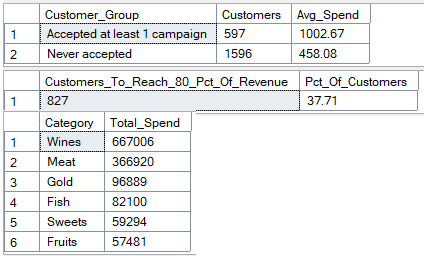 Customer_Group Customers Avg_Spend
1 Accepted at least 1 campaign 597 1002.67
2 Never accepted 1596 458.08
Customers_To_Reach_80_Pct_Of_Revenue Pct_Of_Customers
1 827 37.71
Category Total_Spend
1 Wines 667006
2 Meat 366920
3 Gold 96889
4 Fish 82100
5 Sweets 59294
6 Fruits 57481